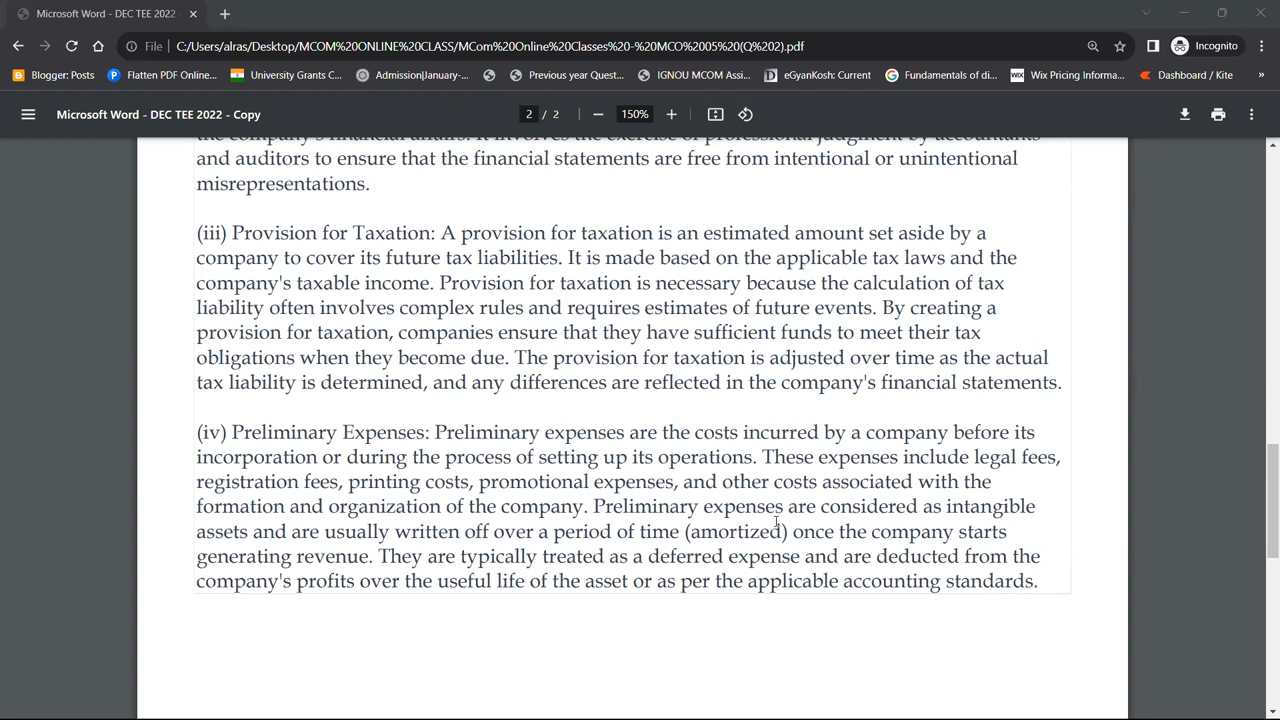 Microsoft Word - DEC TEE 2022
Incognito
File C:/Users/alras/Desktop/MCOM%20ONLINE%20CLASS/MCom%20Online%20Classes%20-%20MCO%2005%20(Q%202).pdf
Blogger: Posts Flatten PDF Online... University Grants C... Admission|January-... Previous year Quest... IGNOU MCOM Assi... eGyanKosh: Current Fundamentals of di... WIX Wix Pricing Informa... Dashboard / Kite »
Microsoft Word - DEC TEE 2022 - Copy 2 / 2 150%
the company's financial affairs. It involves the exercise of professional judgment by accountants
and auditors to ensure that the financial statements are free from intentional or unintentional
misrepresentations.
(iii) Provision for Taxation: A provision for taxation is an estimated amount set aside by a
company to cover its future tax liabilities. It is made based on the applicable tax laws and the
company's taxable income. Provision for taxation is necessary because the calculation of tax
liability often involves complex rules and requires estimates of future events. By creating a
provision for taxation, companies ensure that they have sufficient funds to meet their tax
obligations when they become due. The provision for taxation is adjusted over time as the actual
tax liability is determined, and any differences are reflected in the company's financial statements.
(iv) Preliminary Expenses: Preliminary expenses are the costs incurred by a company before its
incorporation or during the process of setting up its operations. These expenses include legal fees,
registration fees, printing costs, promotional expenses, and other costs associated with the
formation and organization of the company. Preliminary expenses are considered as intangible
assets and are usually written off over a period of time (amortized) once the company starts
generating revenue. They are typically treated as a deferred expense and are deducted from the
company's profits over the useful life of the asset or as per the applicable accounting standards.